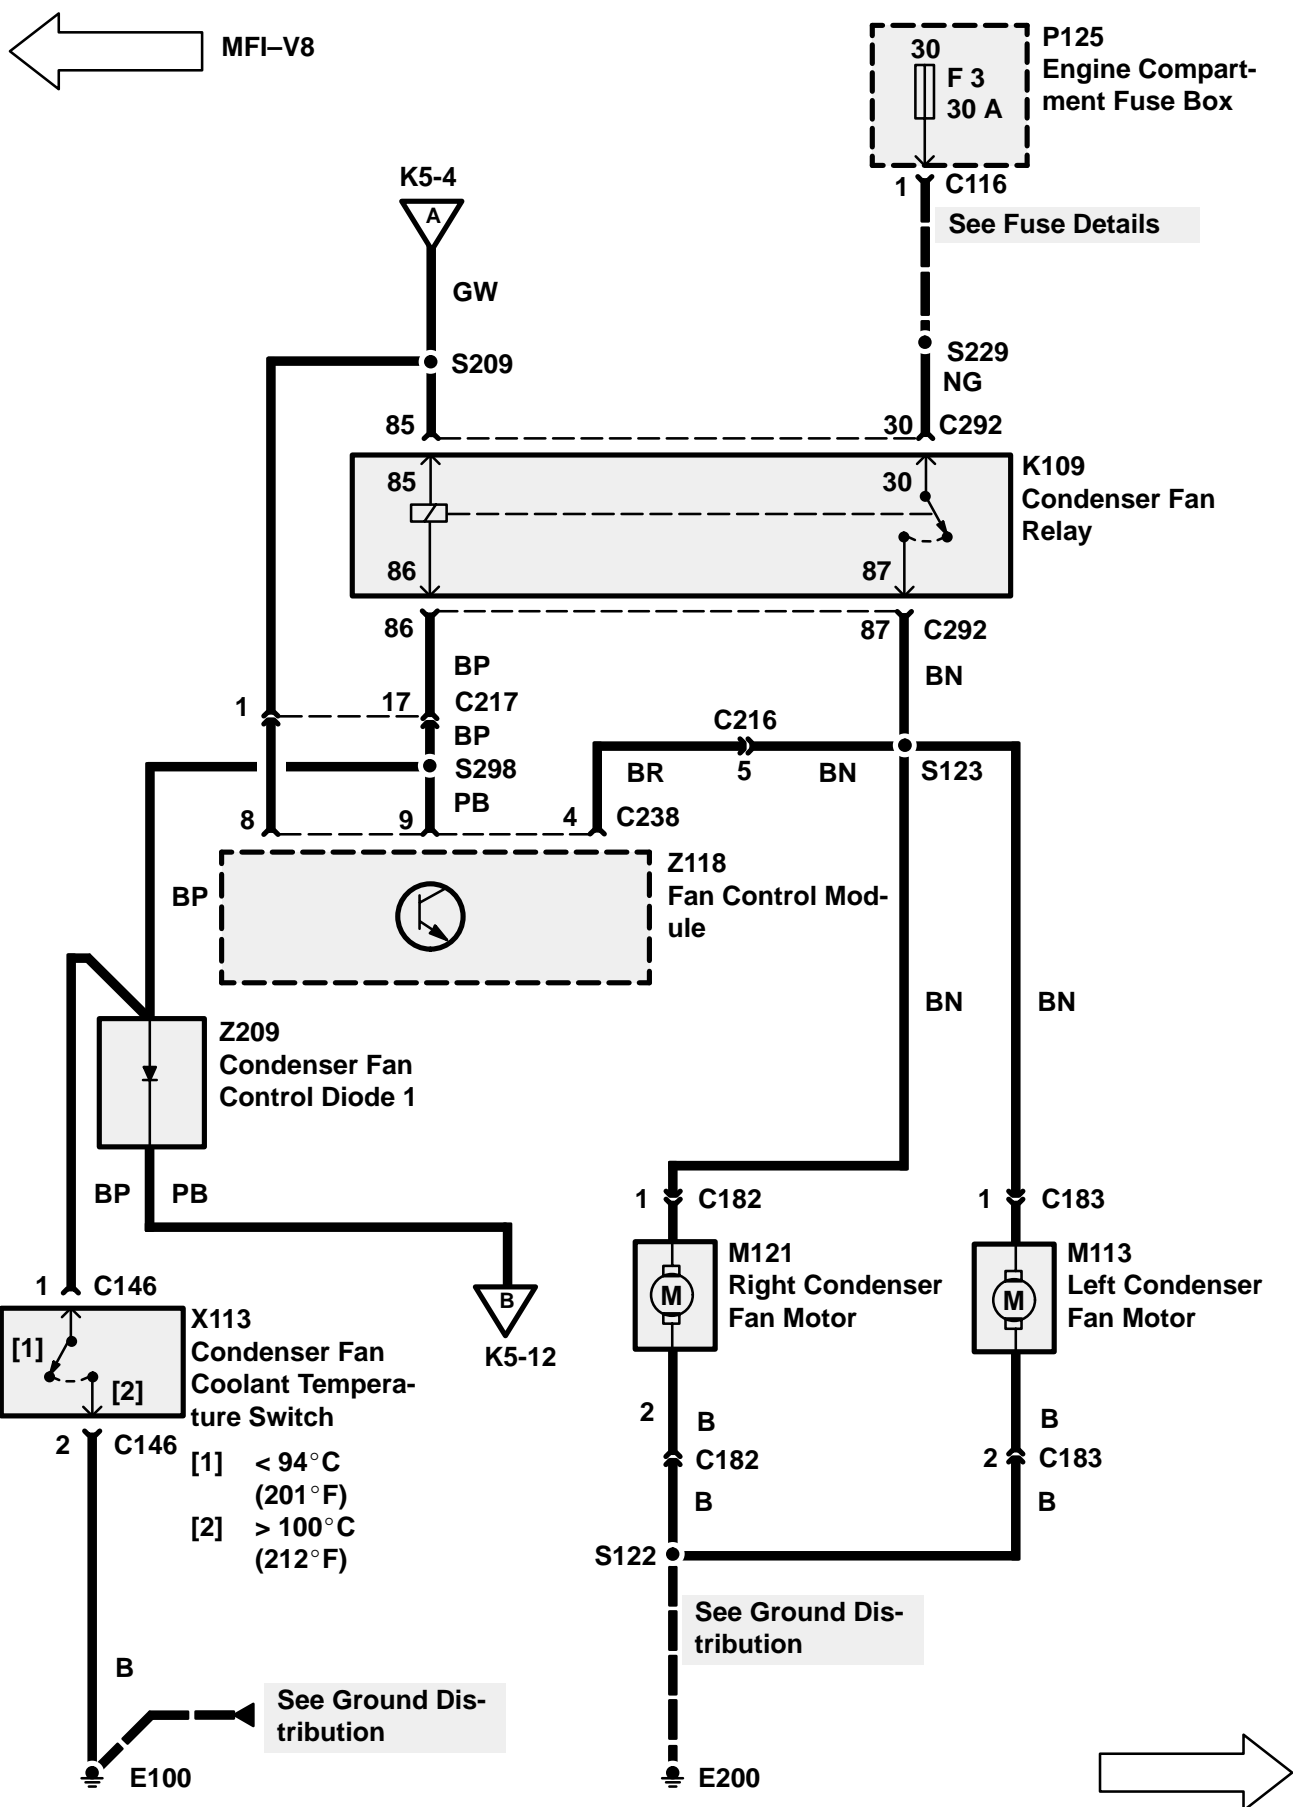 MFI–V8
P125
Engine Compart-
ment Fuse Box
30
F 3
30 A
1
C116
See Fuse Details
K5-4
A
GW
S209
S229
NG
85
30
C292
85
30
K109
Condenser Fan
Relay
86
87
86
87
C292
BP
BN
1
17
C217
BP
C216
5
S298
BR
BN
S123
PB
8
9
4
C238
Z118
Fan Control Mod-
ule
BP
BN
BN
Z209
Condenser Fan
Control Diode 1
BP
PB
1
C182
1
C183
1
C146
M121
Right Condenser
Fan Motor
M
M113
Left Condenser
Fan Motor
M
B
K5-12
X113
Condenser Fan
Coolant Tempera-
ture Switch
[1]
[2]
2
C146
[1] < 94°C
(201°F)
[2] > 100°C
(212°F)
2
B
C182
B
B
2
C183
B
S122
See Ground Dis-
tribution
B
See Ground Dis-
tribution
E100
E200